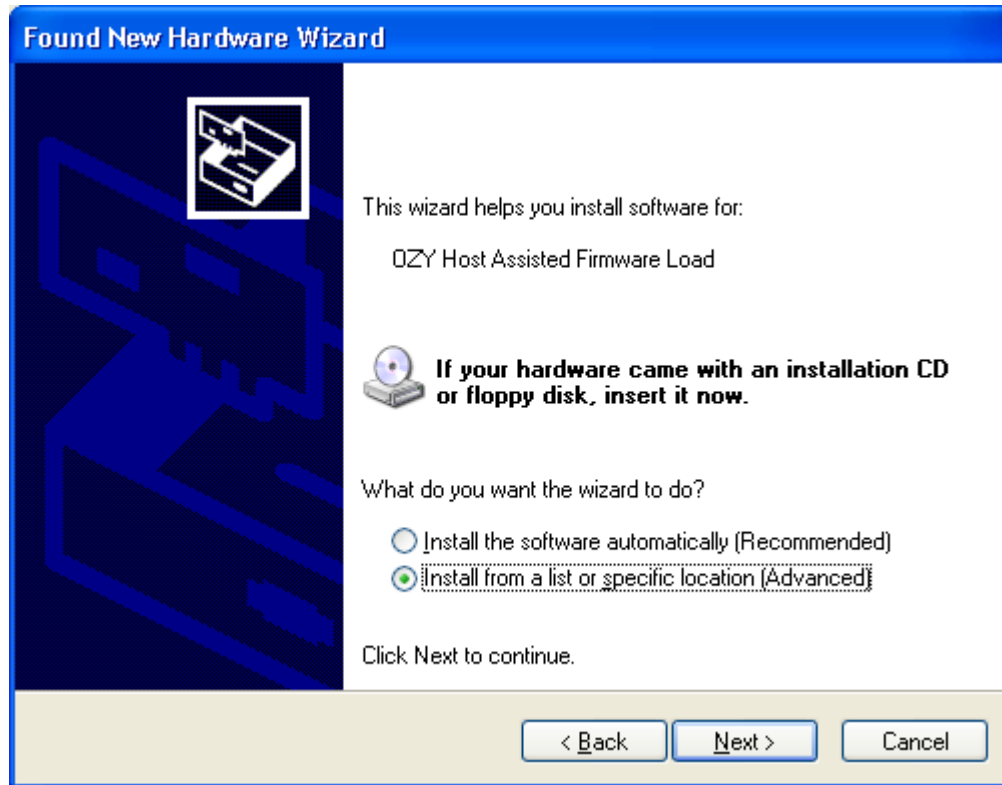 Found New Hardware Wizard
This wizard helps you install software for:
OZY Host Assisted Firmware Load
If your hardware came with an installation CD
or floppy disk, insert it now.
What do you want the wizard to do?
Install the software automatically (Recommended)
Install from a list or specific location (Advanced)
Click Next to continue.
< Back Next > Cancel